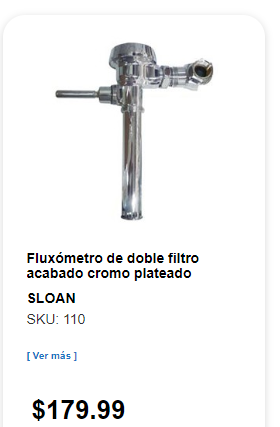 Fluxómetro de doble filtro
acabado cromo plateado
SLOAN
SKU: 110
[ Ver más ]
$179.99